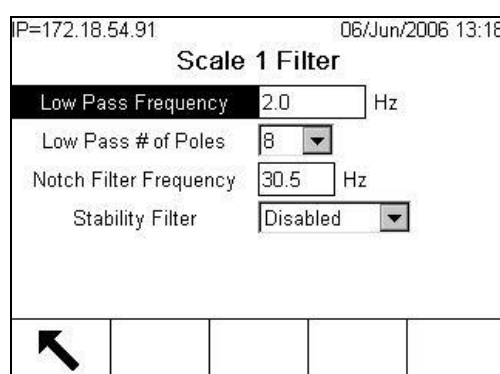 IP=172.18.54.91 06/Jun/2006 13:18
Scale 1 Filter
Low Pass Frequency 2.0 Hz
Low Pass # of Poles 8
Notch Filter Frequency 30.5 Hz
Stability Filter Disabled